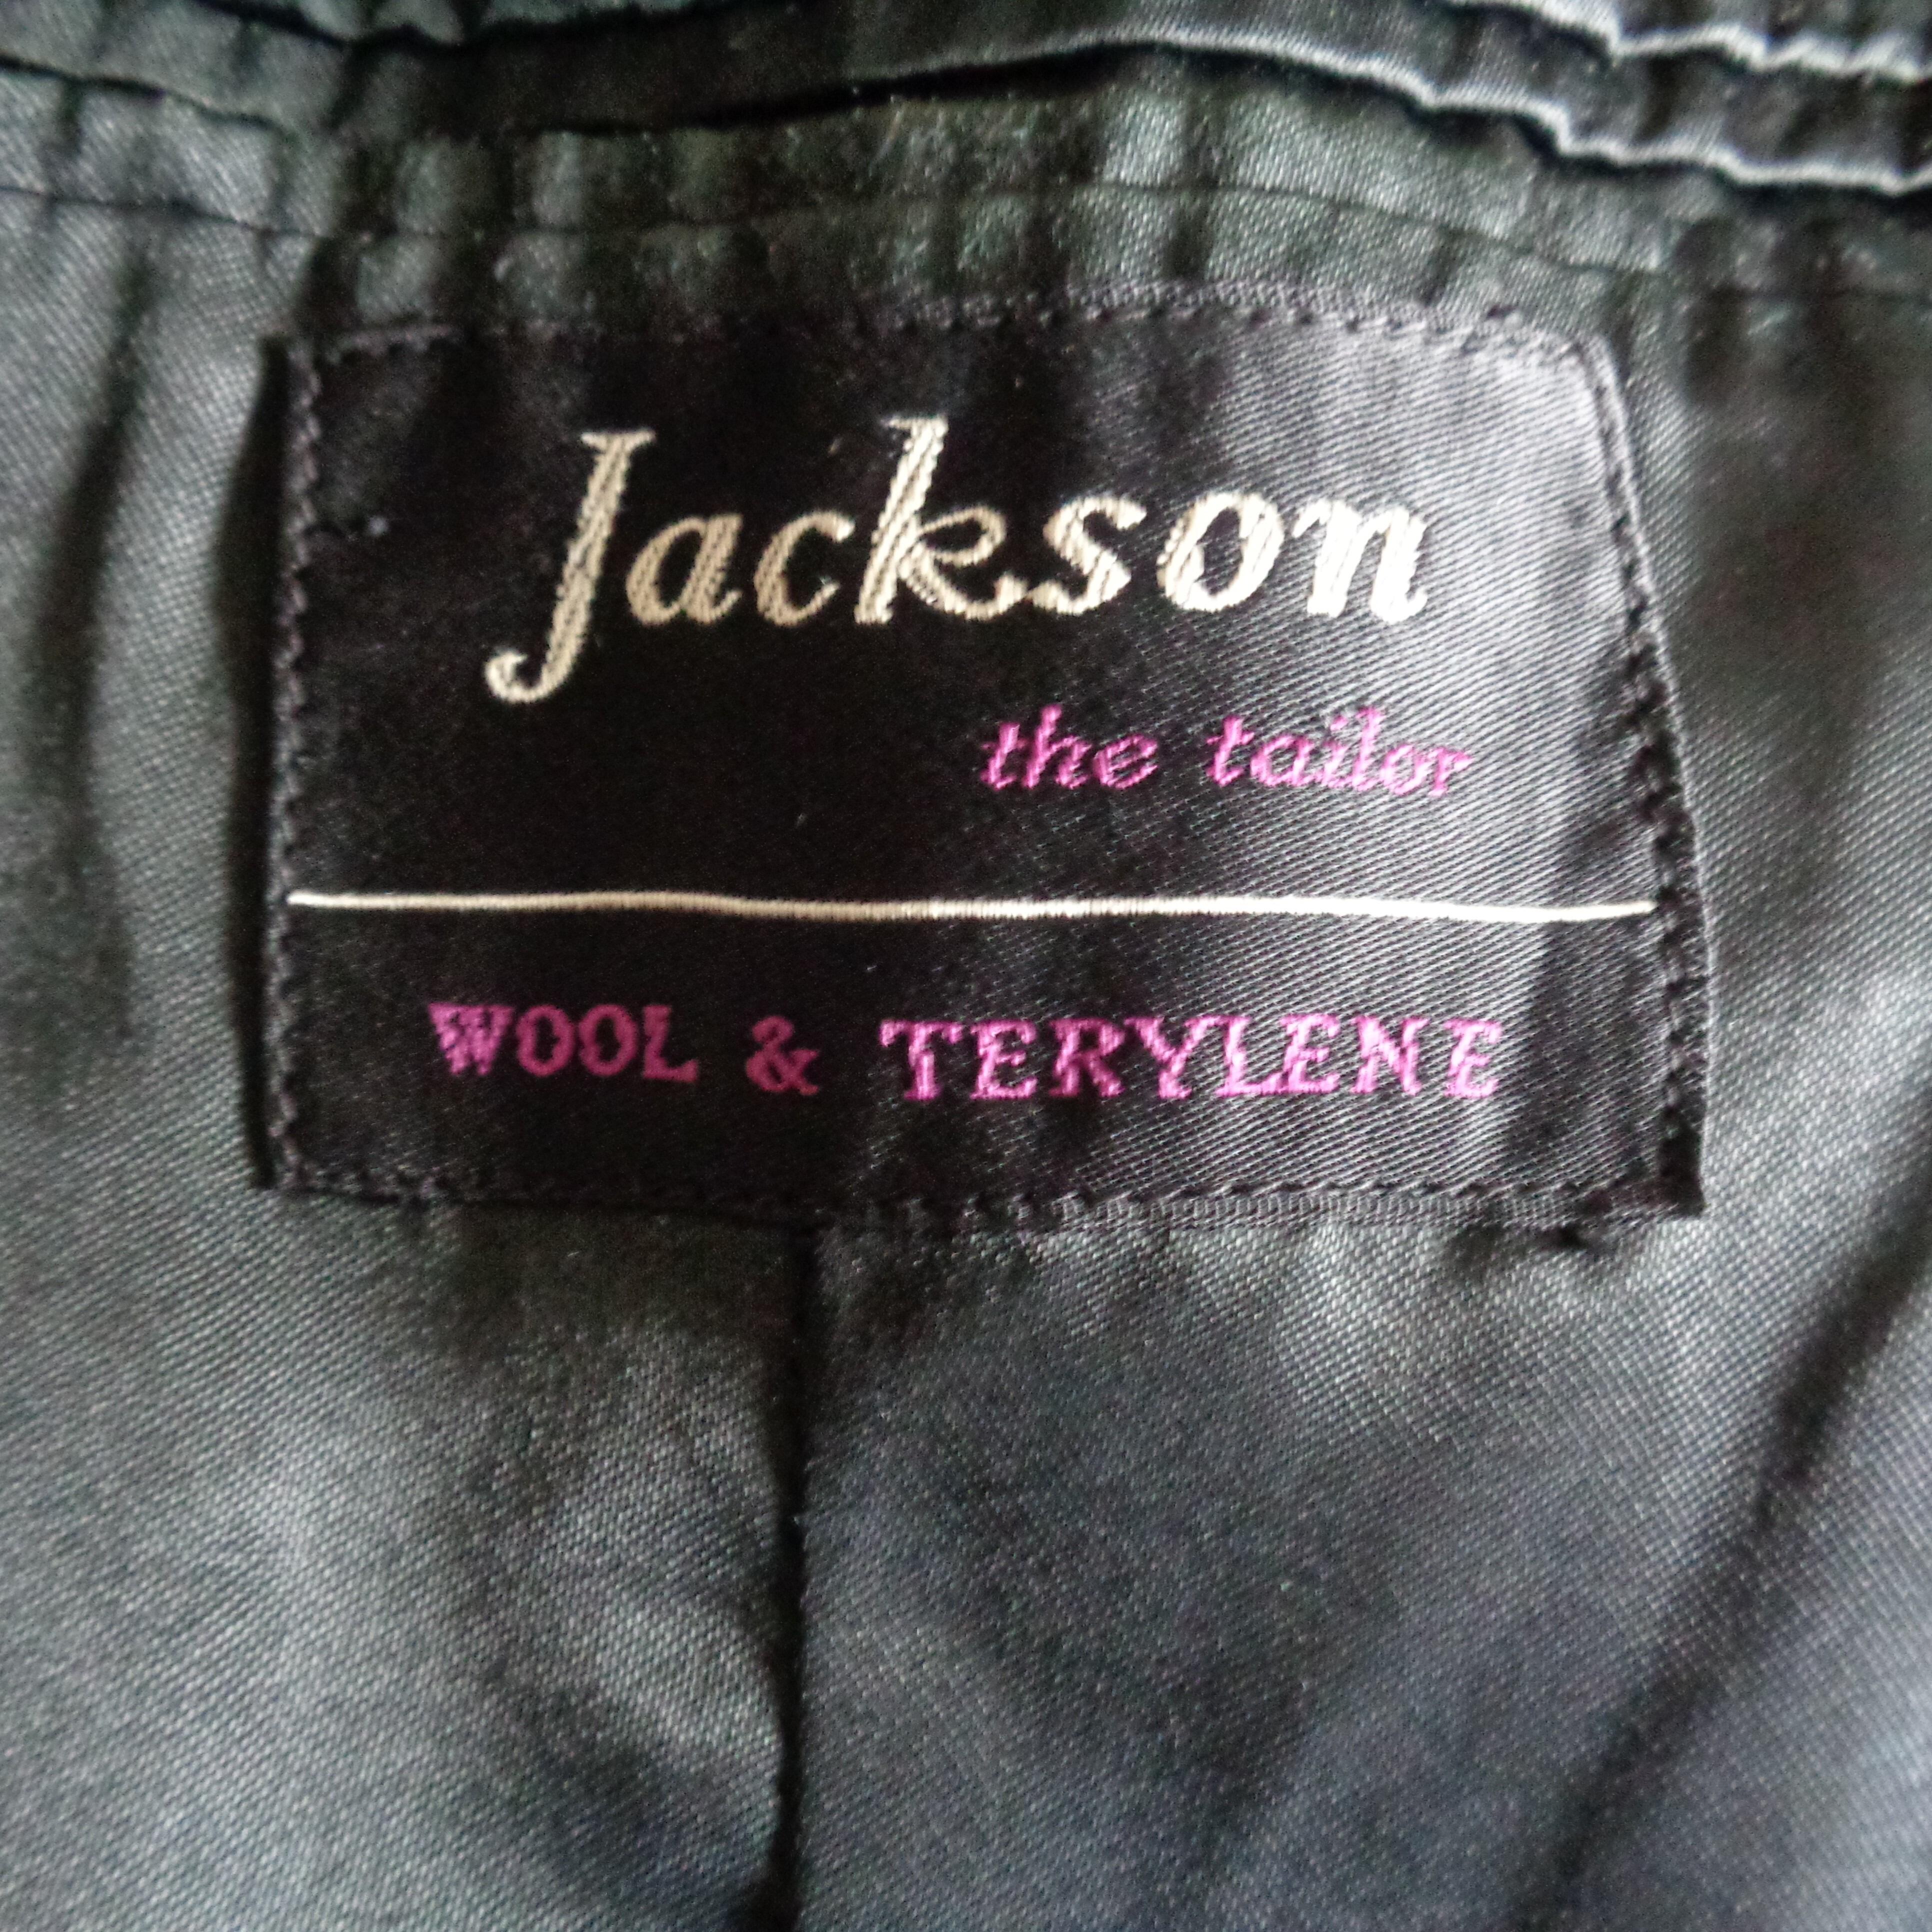 Jackson
the tailor
WOOL & TERYLENE